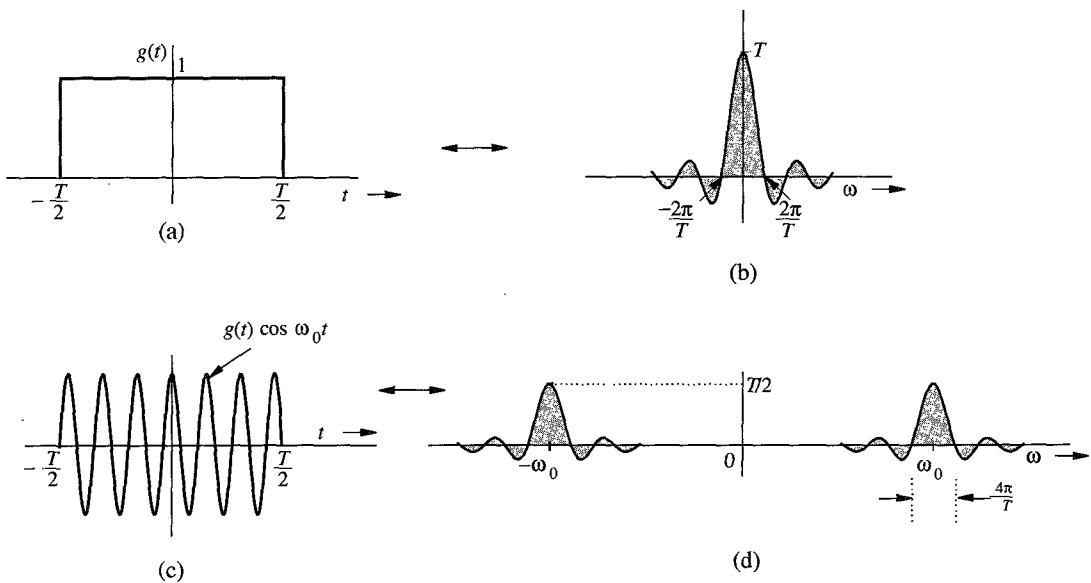 g(t)
1
-T/2
T/2
t
(a)
T
-2π/T
2π/T
ω
(b)
g(t) cos ω₀t
-T/2
T/2
t
(c)
T/2
-ω₀
0
ω₀
ω
4π/T
(d)